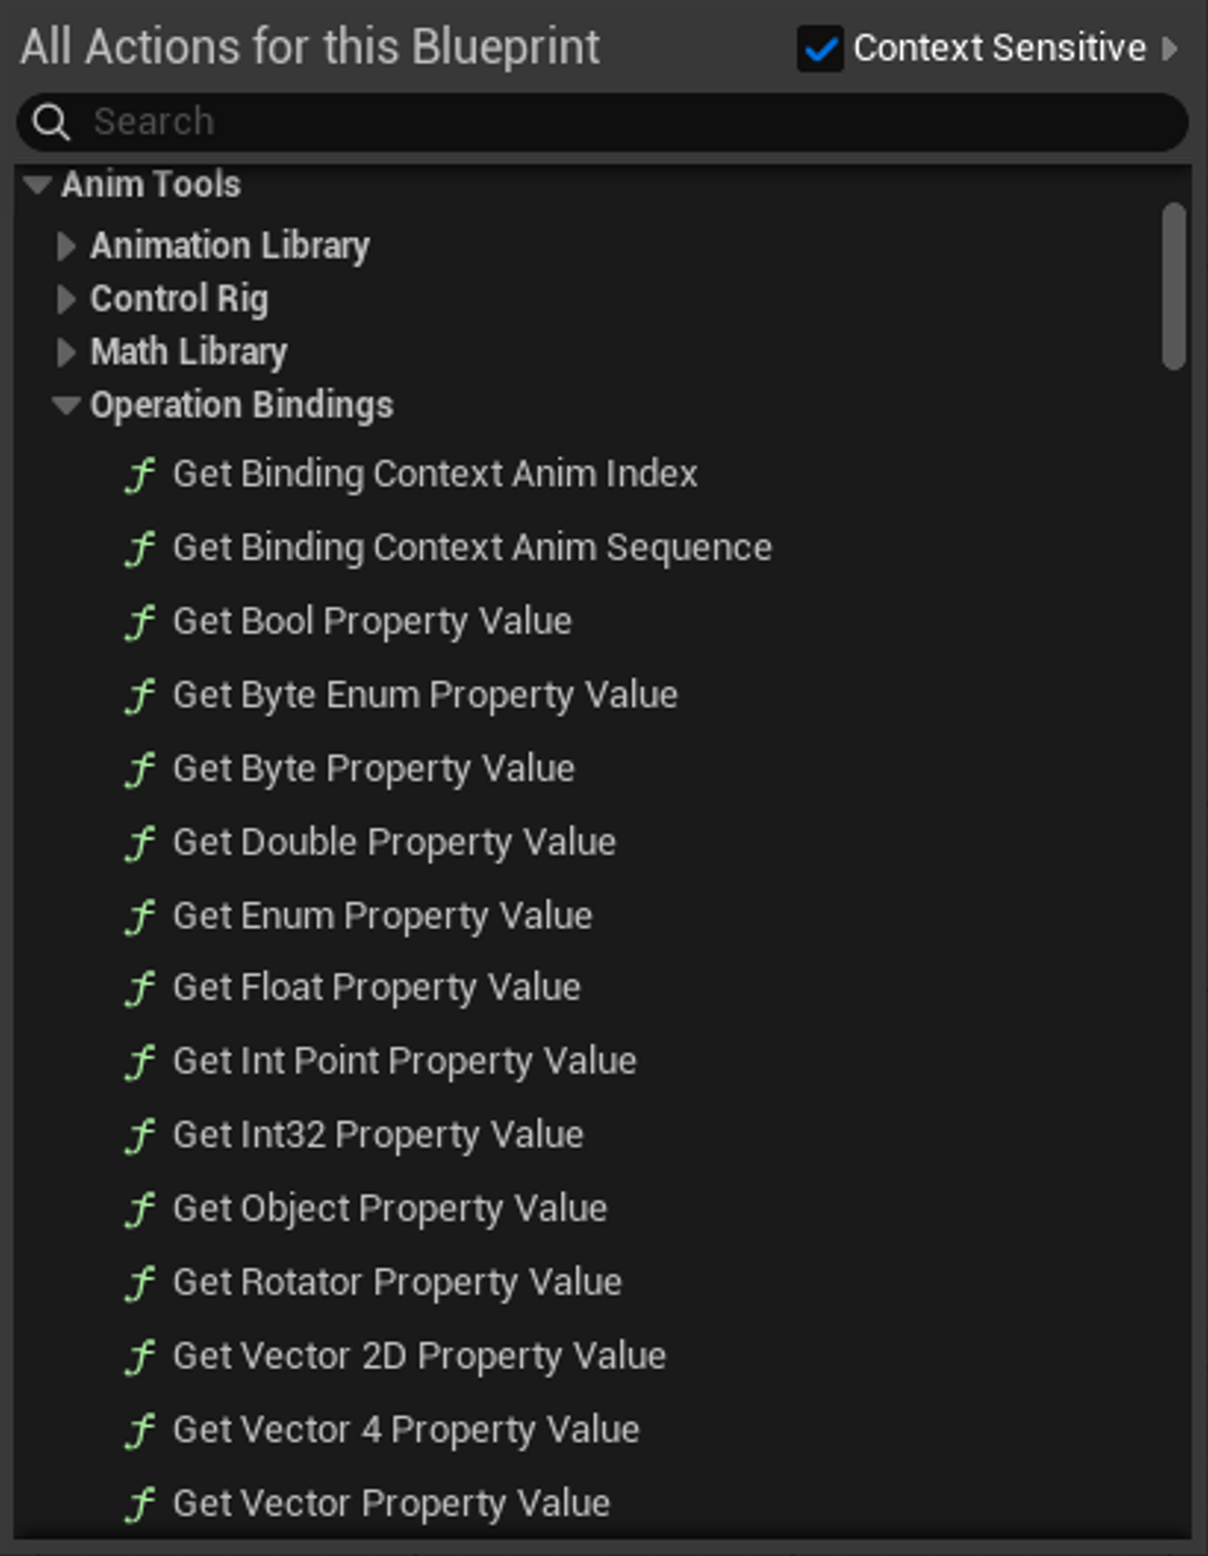 All Actions for this Blueprint Context Sensitive
Search
Anim Tools
Animation Library
Control Rig
Math Library
Operation Bindings
Get Binding Context Anim Index
Get Binding Context Anim Sequence
Get Bool Property Value
Get Byte Enum Property Value
Get Byte Property Value
Get Double Property Value
Get Enum Property Value
Get Float Property Value
Get Int Point Property Value
Get Int32 Property Value
Get Object Property Value
Get Rotator Property Value
Get Vector 2D Property Value
Get Vector 4 Property Value
Get Vector Property Value